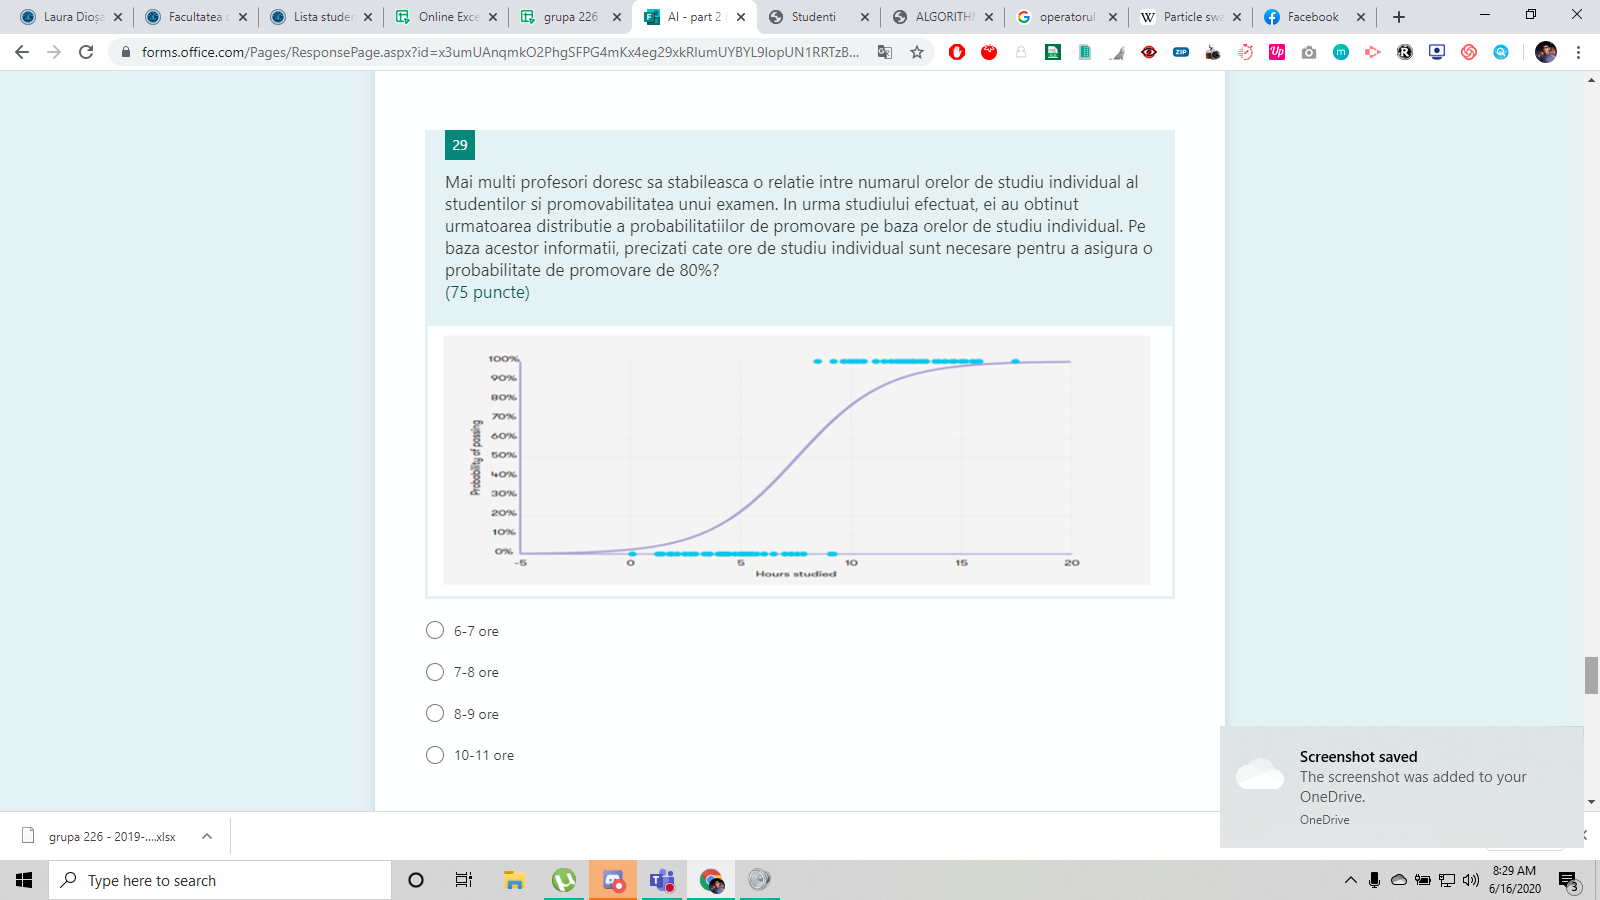 Laura Dioșa
Facultatea d
Lista studen
Online Exce
grupa 226 -
AI - part 2 (
Studenti
ALGORITHM
operatorul
Particle swa
Facebook
forms.office.com/Pages/ResponsePage.aspx?id=x3umUAnqmkO2PhgSFPG4mKx4eg29xkRIumUYBYL9IopUN1RRTzB...
29
Mai multi profesori doresc sa stabileasca o relatie intre numarul orelor de studiu individual al
studentilor si promovabilitatea unui examen. In urma studiului efectuat, ei au obtinut
urmatoarea distributie a probabilitatiilor de promovare pe baza orelor de studiu individual. Pe
baza acestor informatii, precizati cate ore de studiu individual sunt necesare pentru a asigura o
probabilitate de promovare de 80%?
(75 puncte)
100%
90%
80%
70%
60%
50%
40%
30%
20%
10%
0%
Probability of passing
-5 0 5 10 15 20
Hours studied
6-7 ore
7-8 ore
8-9 ore
10-11 ore
Screenshot saved
The screenshot was added to your
OneDrive.
OneDrive
grupa 226 - 2019-....xlsx
Type here to search
8:29 AM
6/16/2020
3